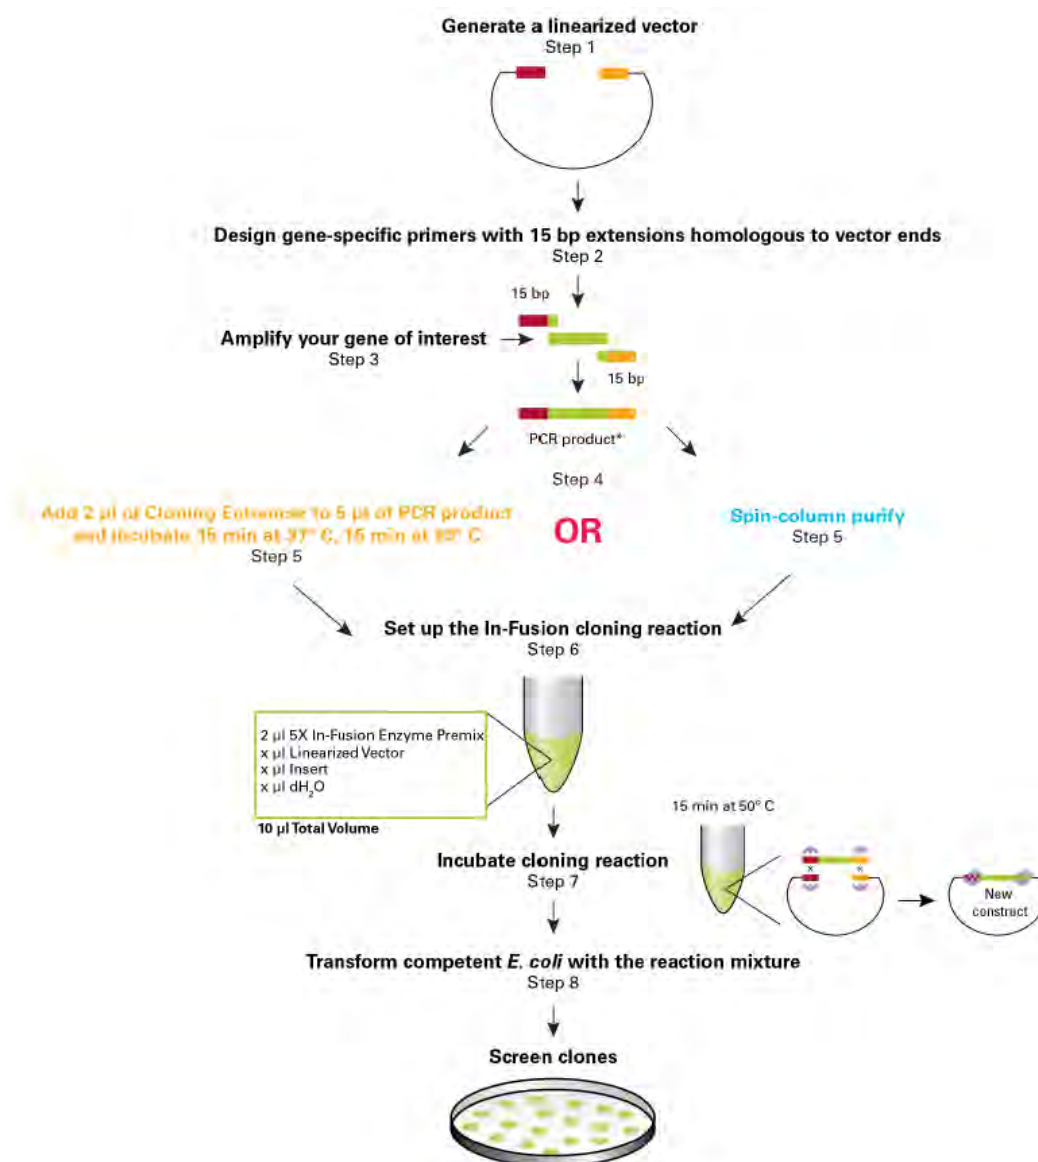 Generate a linearized vector
Step 1
Design gene-specific primers with 15 bp extensions homologous to vector ends
Step 2
15 bp
Amplify your gene of interest
Step 3
15 bp
PCR product*
Step 4
Add 2 µl of Cloning Enhancer to 5 µl of PCR product
and incubate 15 min at 37° C, 15 min at 80° C
Step 5
OR
Spin-column purify
Step 5
Set up the In-Fusion cloning reaction
Step 6
2 µl 5X In-Fusion Enzyme Premix
x µl Linearized Vector
x µl Insert
x µl dH₂O
10 µl Total Volume
15 min at 50° C
Incubate cloning reaction
Step 7
x
x
New
construct
Transform competent E. coli with the reaction mixture
Step 8
Screen clones